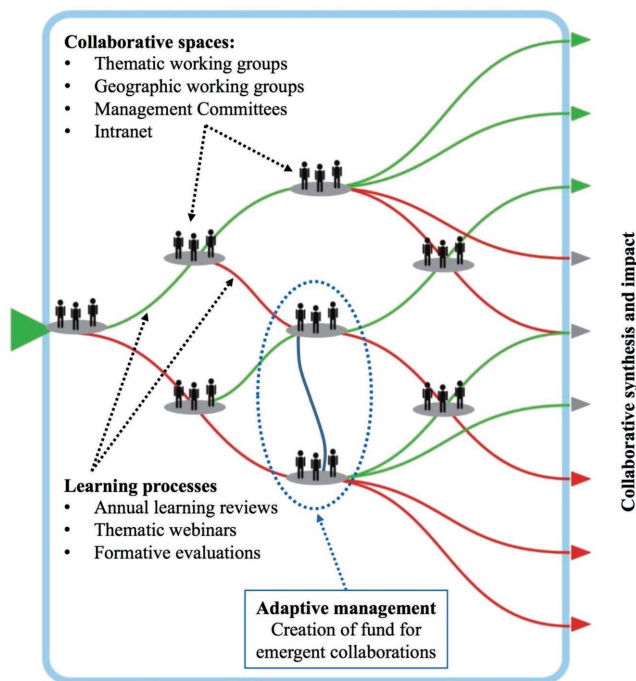 Collaborative spaces:
• Thematic working groups
• Geographic working groups
• Management Committees
• Intranet
Learning processes
• Annual learning reviews
• Thematic webinars
• Formative evaluations
Adaptive management
Creation of fund for
emergent collaborations
Collaborative synthesis and impact